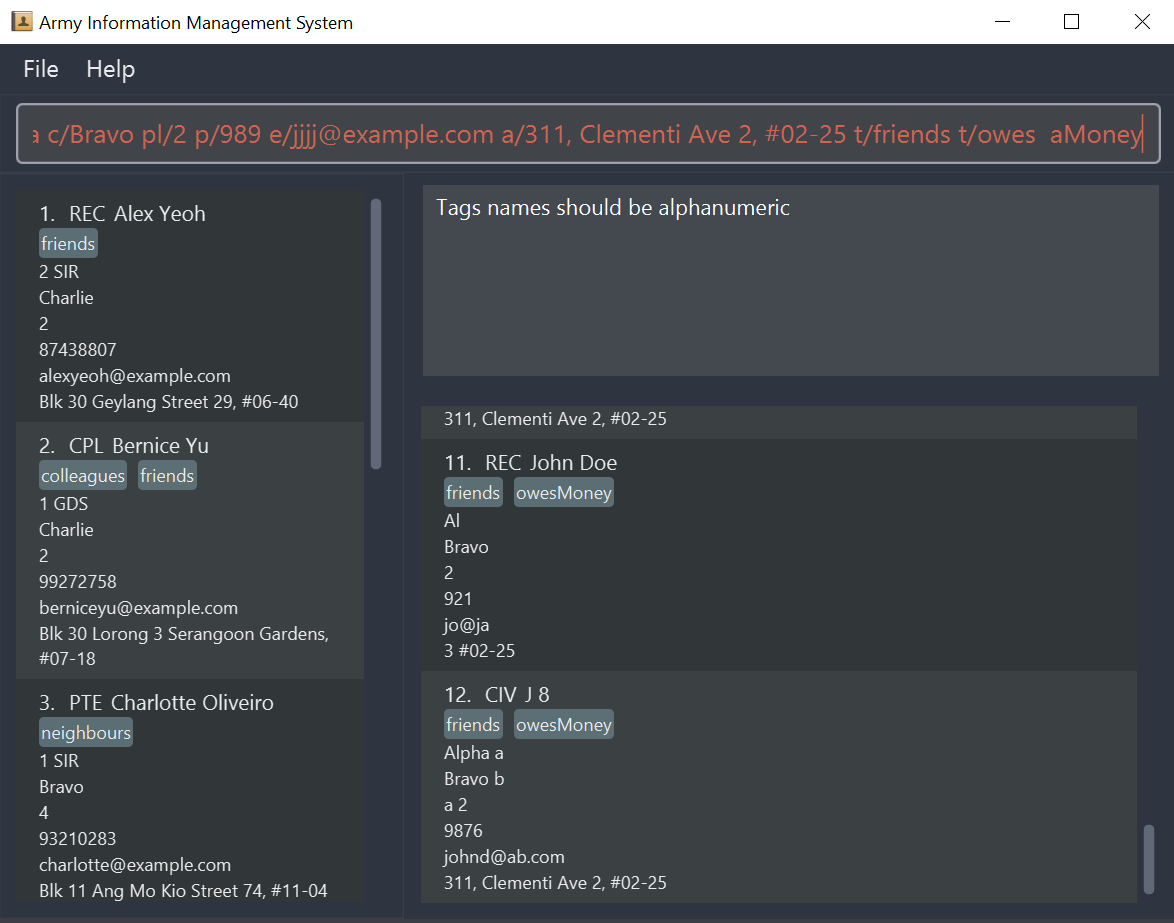 Army Information Management System
File Help
a c/Bravo pl/2 p/989 e/jjjj@example.com a/311, Clementi Ave 2, #02-25 t/friends t/owes  aMoney
1. REC Alex Yeoh
friends
2 SIR
Charlie
2
87438807
alexyeoh@example.com
Blk 30 Geylang Street 29, #06-40
2. CPL Bernice Yu
colleagues friends
1 GDS
Charlie
2
99272758
berniceyu@example.com
Blk 30 Lorong 3 Serangoon Gardens,
#07-18
3. PTE Charlotte Oliveiro
neighbours
1 SIR
Bravo
4
93210283
charlotte@example.com
Blk 11 Ang Mo Kio Street 74, #11-04
Tags names should be alphanumeric
311, Clementi Ave 2, #02-25
11. REC John Doe
friends owesMoney
Al
Bravo
2
921
jo@ja
3 #02-25
12. CIV J 8
friends owesMoney
Alpha a
Bravo b
a 2
9876
johnd@ab.com
311, Clementi Ave 2, #02-25